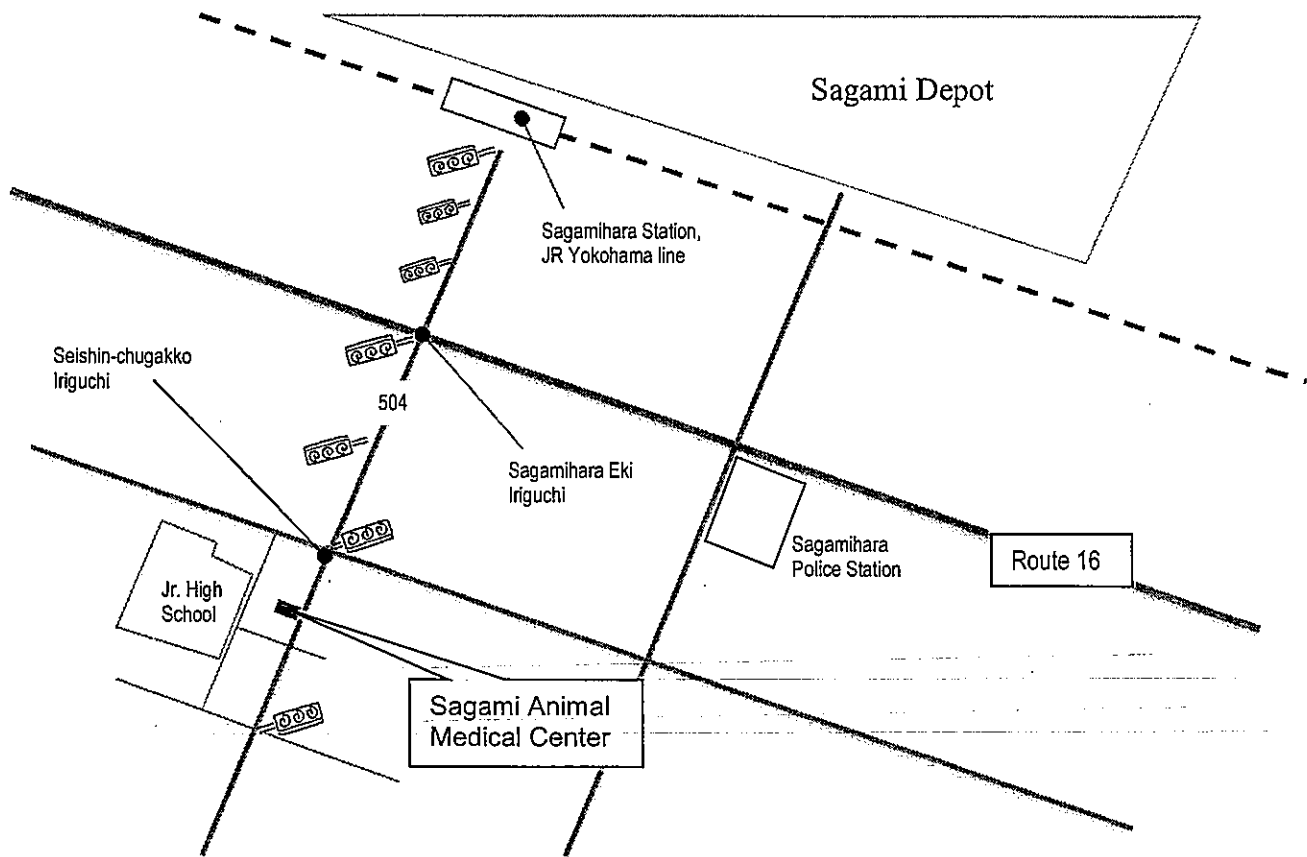 Sagami Depot
Sagamihara Station,
JR Yokohama line
Seishin-chugakko
Iriguchi
504
Sagamihara Eki
Iriguchi
Sagamihara
Police Station
Route 16
Jr. High
School
Sagami Animal
Medical Center